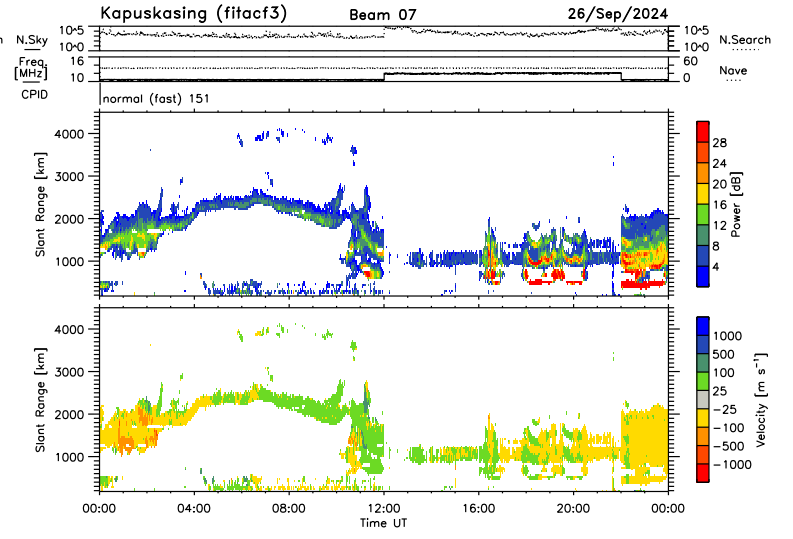 Kapuskasing (fitacf3) Beam 07 26/Sep/2024
N.Sky 10^5 10^0 10^5 10^0 N.Search
Freq. [MHz] 16 10 60 0 Nave
CPID normal (fast) 151
Slant Range [km] 4000 3000 2000 1000
28 24 20 16 12 8 4 Power [dB]
Slant Range [km] 4000 3000 2000 1000
1000 500 100 25 -25 -100 -500 -1000 Velocity [m s^-1]
00:00 04:00 08:00 12:00 16:00 20:00 00:00
Time UT